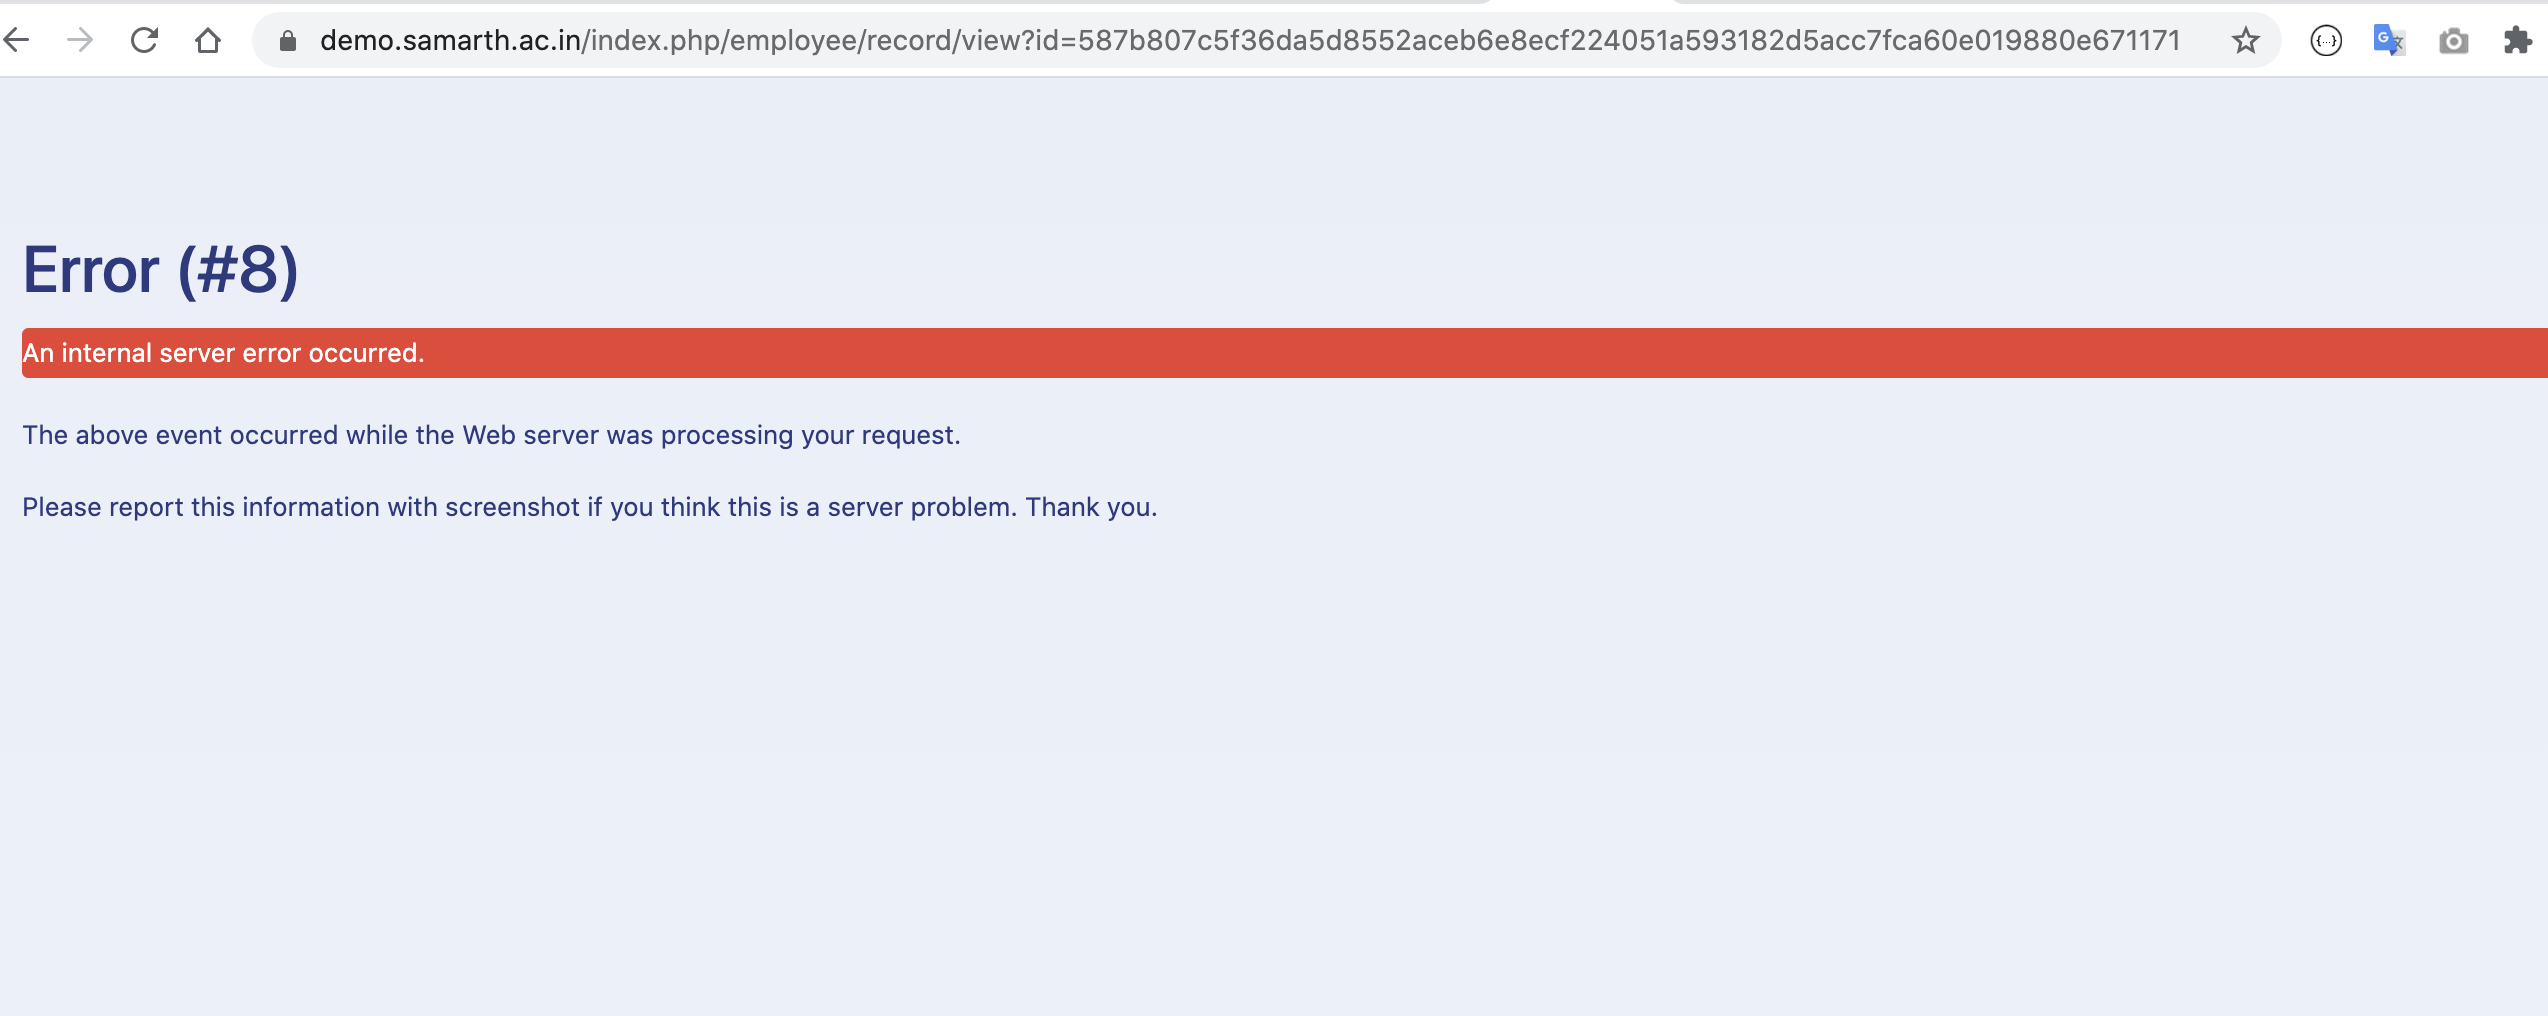 demo.samarth.ac.in/index.php/employee/record/view?id=587b807c5f36da5d8552aceb6e8ecf224051a593182d5acc7fca60e019880e671171
Error (#8)
An internal server error occurred.
The above event occurred while the Web server was processing your request.
Please report this information with screenshot if you think this is a server problem. Thank you.